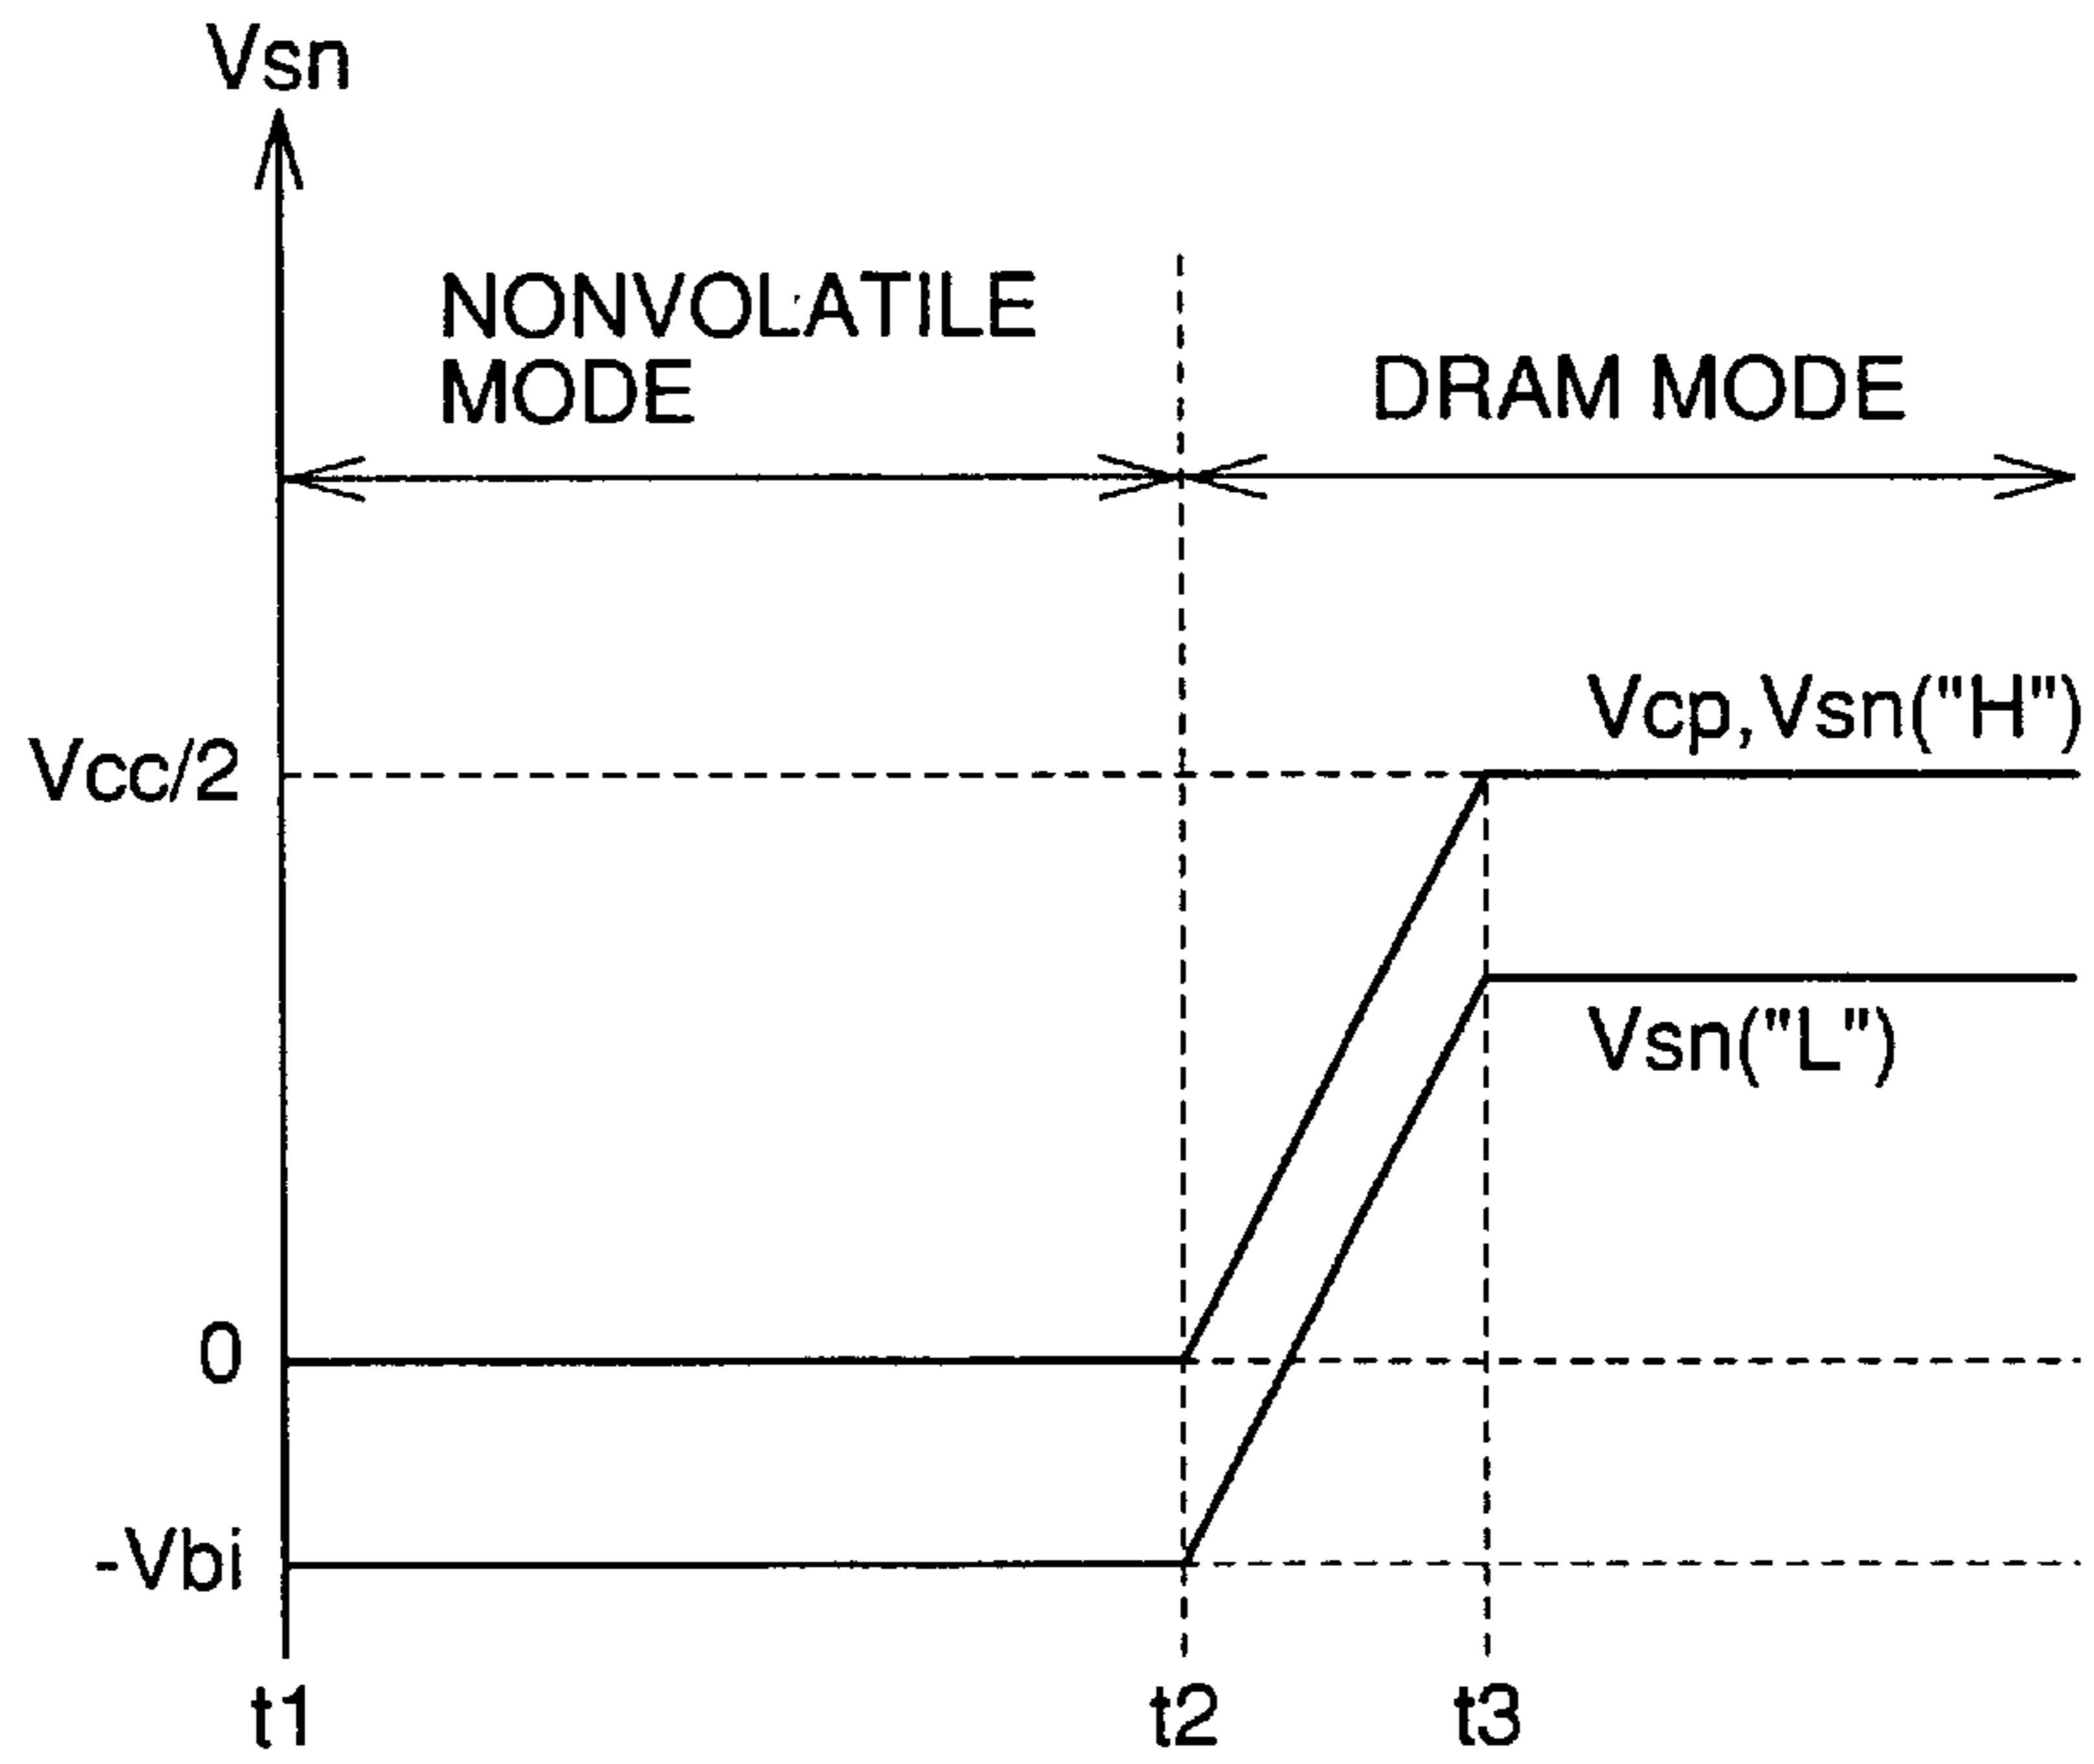 Vsn
NONVOLATILE
MODE
DRAM MODE
Vcp,Vsn("H")
Vcc/2
Vsn("L")
0
-Vbi
t1
t2
t3